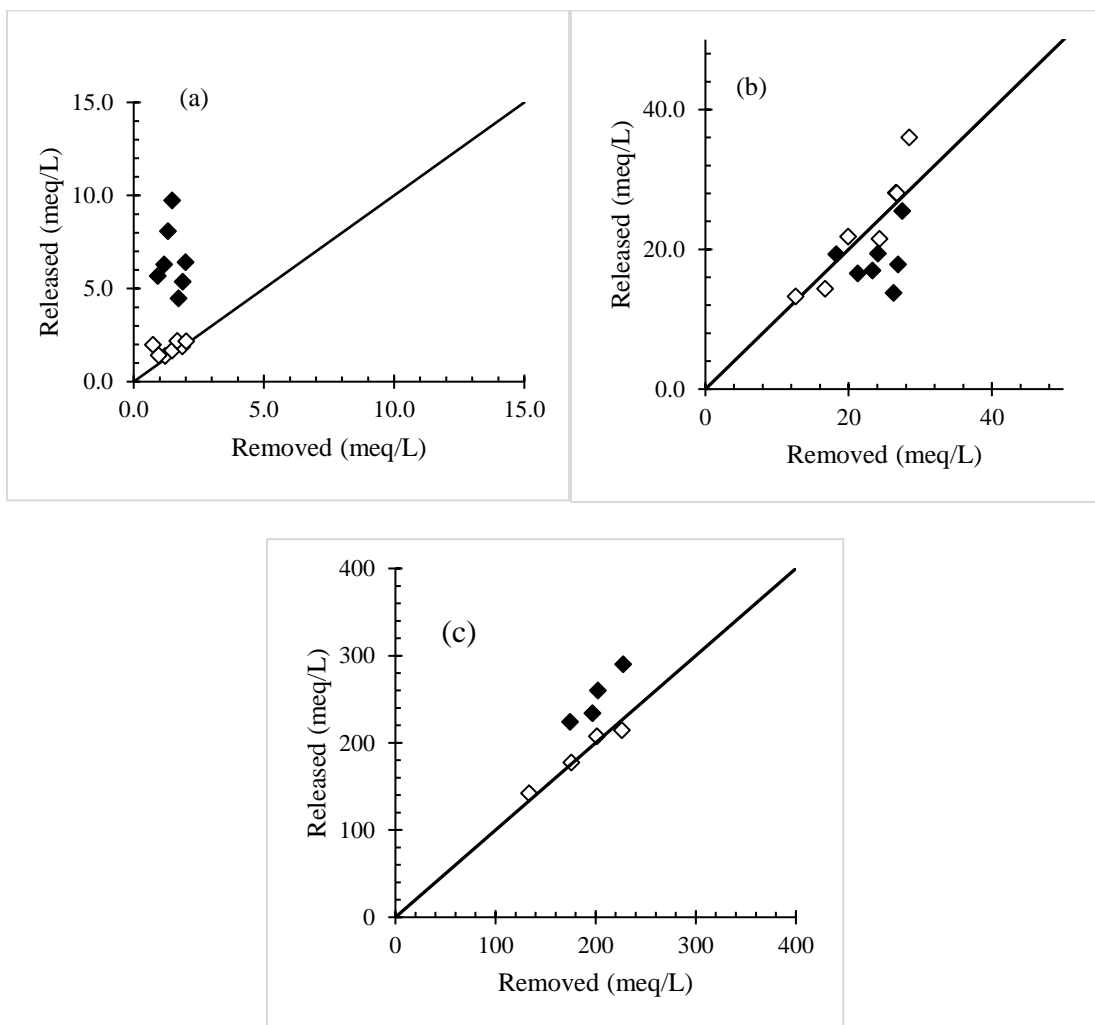 (a)
15.0
10.0
5.0
0.0
Released (meq/L)
0.0 5.0 10.0 15.0
Removed (meq/L)
(b)
40.0
20.0
0.0
Released (meq/L)
0 20 40
Removed (meq/L)
(c)
400
300
200
100
0
Released (meq/L)
0 100 200 300 400
Removed (meq/L)